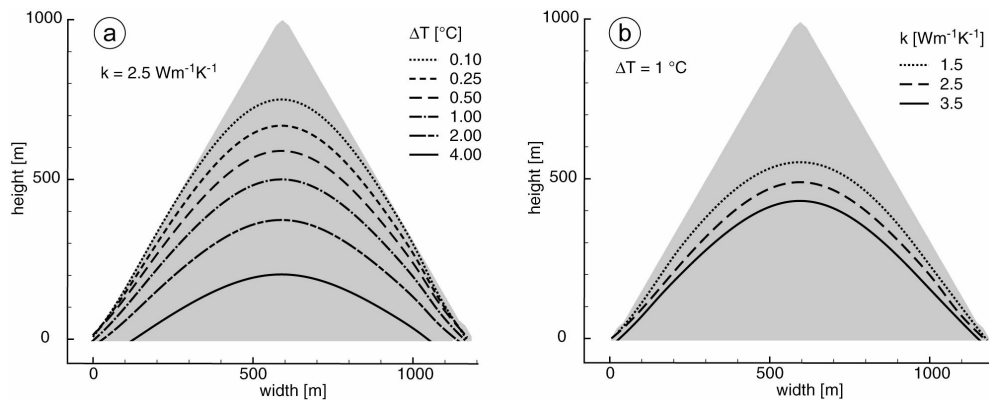 a
k = 2.5 Wm⁻¹K⁻¹
ΔT [°C]
0.10
0.25
0.50
1.00
2.00
4.00
1000
500
0
height [m]
0
500
1000
width [m]
b
ΔT = 1 °C
k [Wm⁻¹K⁻¹]
1.5
2.5
3.5
1000
500
0
height [m]
0
500
1000
width [m]